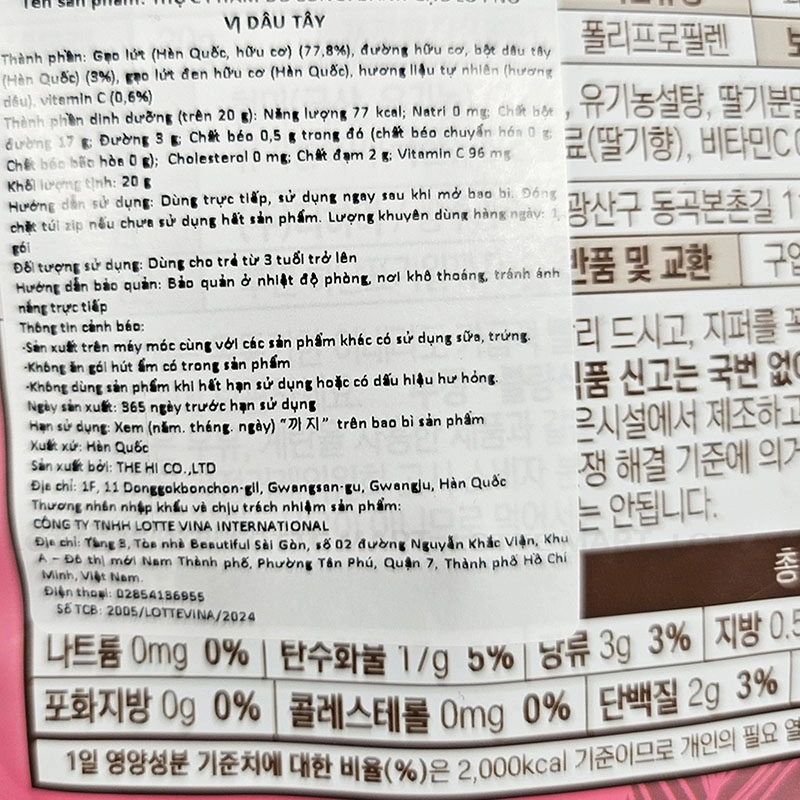 VỊ DÂU TÂY
Thành phần: Gạo lứt (Hàn Quốc, hữu cơ) (77,8%), đường hữu cơ, bột dâu tây
(Hàn Quốc) (3%), gạo lứt đen hữu cơ (Hàn Quốc), hương liệu tự nhiên (hương
dâu), vitamin C (0,6%)
Thành phần dinh dưỡng (trên 20 g): Năng lượng 77 kcal; Natri 0 mg; Chất bột
đường 17 g; Đường 3 g; Chất béo 0,5 g trong đó (chất béo chuyển hóa 0 g;
Chất béo bão hòa 0 g); Cholesterol 0 mg; Chất đạm 2 g; Vitamin C 96 mg
Khối lượng tịnh: 20 g
Hướng dẫn sử dụng: Dùng trực tiếp, sử dụng ngay sau khi mở bao bì. Đóng
chặt túi zip nếu chưa sử dụng hết sản phẩm. Lượng khuyên dùng hàng ngày: 1
gói
Đối tượng sử dụng: Dùng cho trẻ từ 3 tuổi trở lên
Hướng dẫn bảo quản: Bảo quản ở nhiệt độ phòng, nơi khô thoáng, tránh ánh
nắng trực tiếp
Thông tin cảnh báo:
-Sản xuất trên máy móc cùng với các sản phẩm khác có sử dụng sữa, trứng.
-Không ăn gói hút ẩm có trong sản phẩm
-Không dùng sản phẩm khi hết hạn sử dụng hoặc có dấu hiệu hư hỏng.
Ngày sản xuất: 365 ngày trước hạn sử dụng
Hạn sử dụng: Xem (năm. tháng. ngày) “까지” trên bao bì sản phẩm
Xuất xứ: Hàn Quốc
Sản xuất bởi: THE HI CO.,LTD
Địa chỉ: 1F, 11 Donggokbonchon-gil, Gwangsan-gu, Gwangju, Hàn Quốc
Thương nhân nhập khẩu và chịu trách nhiệm sản phẩm:
CÔNG TY TNHH LOTTE VINA INTERNATIONAL
Địa chỉ: Tầng 3, Tòa nhà Beautiful Sài Gòn, số 02 đường Nguyễn Khắc Viện, Khu
A – Đô thị mới Nam Thành phố, Phường Tân Phú, Quận 7, Thành phố Hồ Chí
Minh, Việt Nam.
Điện thoại: 02854136955
Số TCB: 2005/LOTTEVINA/2024
폴리프로필렌
, 유기농설탕, 딸기분말
료(딸기향), 비타민C
광산구 동곡본촌길 1
반품 및 교환 구입
리 드시고, 지퍼를 꼭
식품 신고는 국번 없이
은시설에서 제조하고
쟁 해결 기준에 의거
는 안됩니다.
총
나트륨 0mg 0% 탄수화물 17g 5% 당류 3g 3% 지방 0.5
포화지방 0g 0% 콜레스테롤 0mg 0% 단백질 2g 3%
1일 영양성분 기준치에 대한 비율(%)은 2,000kcal 기준이므로 개인의 필요 열